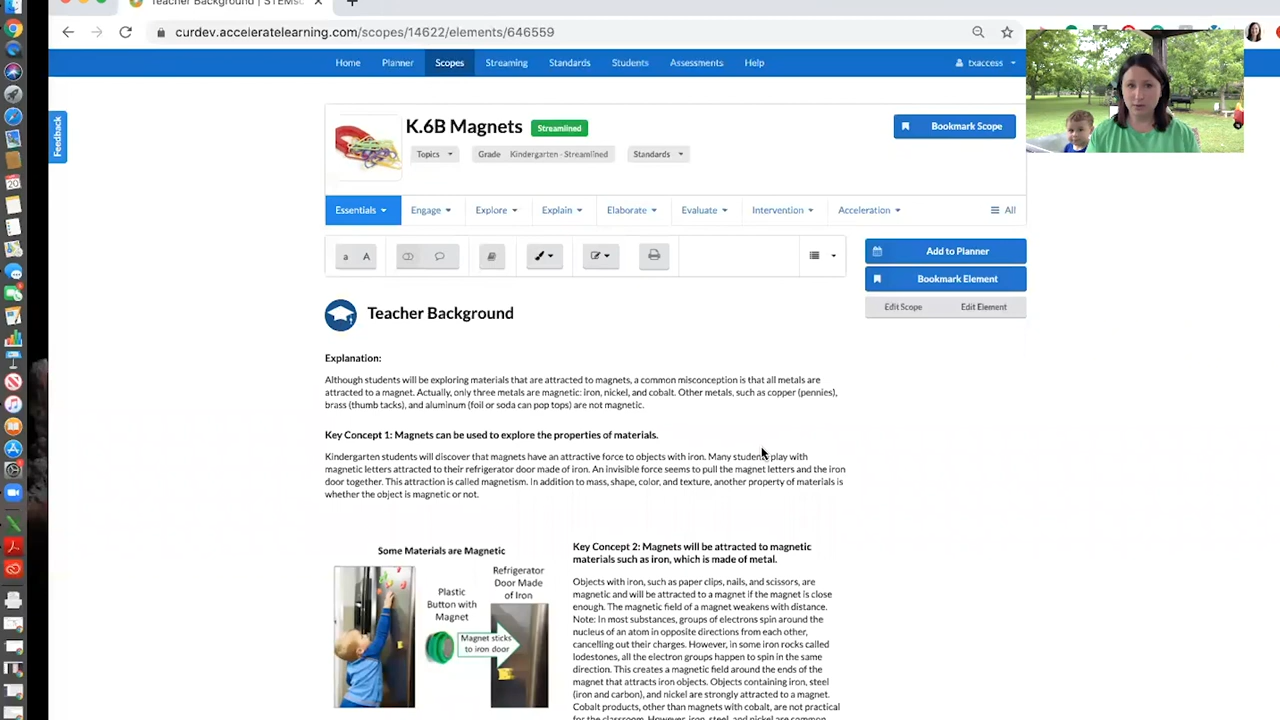 Teacher Background | STEMsc
curdev.acceleratelearning.com/scopes/14622/elements/646559
Home Planner Scopes Streaming Standards Students Assessments Help txaccess
Feedback
K.6B Magnets Streamlined
Bookmark Scope
Topics Grade Kindergarten - Streamlined Standards
Essentials Engage Explore Explain Elaborate Evaluate Intervention Acceleration All
a A
Add to Planner
Bookmark Element
Edit Scope Edit Element
Teacher Background
Explanation:
Although students will be exploring materials that are attracted to magnets, a common misconception is that all metals are
attracted to a magnet. Actually, only three metals are magnetic: iron, nickel, and cobalt. Other metals, such as copper (pennies),
brass (thumb tacks), and aluminum (foil or soda can pop tops) are not magnetic.
Key Concept 1: Magnets can be used to explore the properties of materials.
Kindergarten students will discover that magnets have an attractive force to objects with iron. Many students play with
magnetic letters attracted to their refrigerator door made of iron. An invisible force seems to pull the magnet letters and the iron
door together. This attraction is called magnetism. In addition to mass, shape, color, and texture, another property of materials is
whether the object is magnetic or not.
Some Materials are Magnetic
Plastic
Button with
Magnet
Refrigerator
Door Made
of Iron
Magnet sticks
to iron door
Key Concept 2: Magnets will be attracted to magnetic
materials such as iron, which is made of metal.
Objects with iron, such as paper clips, nails, and scissors, are
magnetic and will be attracted to a magnet if the magnet is close
enough. The magnetic field of a magnet weakens with distance.
Note: In most substances, groups of electrons spin around the
nucleus of an atom in opposite directions from each other,
cancelling out their charges. However, in some iron rocks called
lodestones, all the electron groups happen to spin in the same
direction. This creates a magnetic field around the ends of the
magnet that attracts iron objects. Objects containing iron, steel
(iron and carbon), and nickel are strongly attracted to a magnet.
Cobalt products, other than magnets with cobalt, are not practical
for the classroom. However, iron, steel, and nickel are common